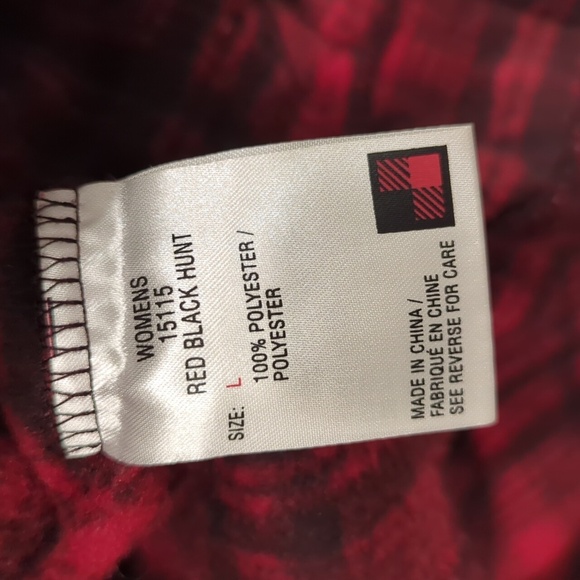 WOMENS
15115
RED BLACK HUNT
SIZE: L
100% POLYESTER /
POLYESTER
MADE IN CHINA /
FABRIQUÉ EN CHINE
SEE REVERSE FOR CARE